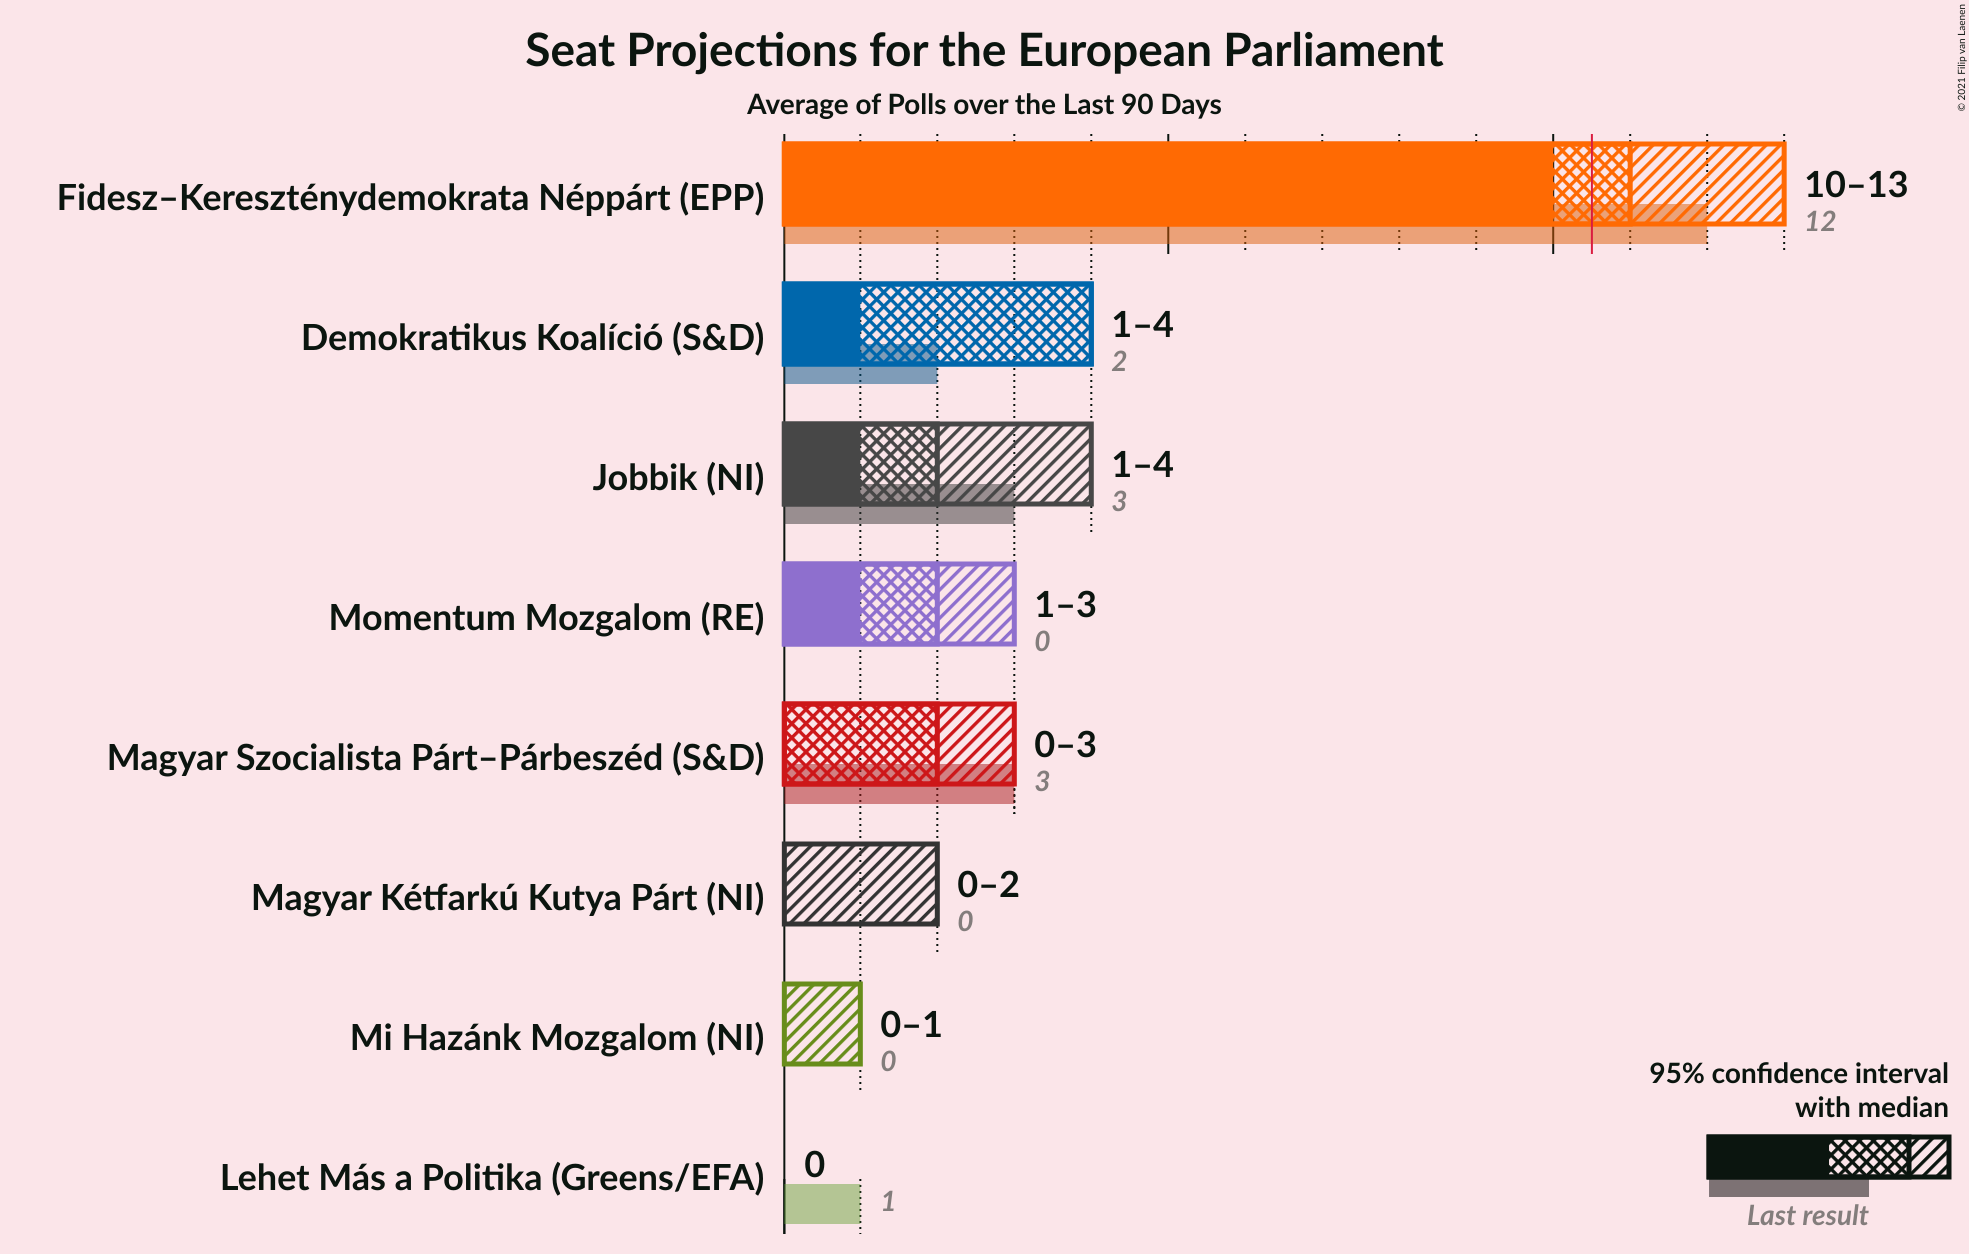 Seat Projections for the European Parliament
Average of Polls over the Last 90 Days
© 2021 Filip van Laenen
Fidesz–Kereszténydemokrata Néppárt (EPP)
10–13
12
Demokratikus Koalíció (S&D)
1–4
2
Jobbik (NI)
1–4
3
Momentum Mozgalom (RE)
1–3
0
Magyar Szocialista Párt–Párbeszéd (S&D)
0–3
3
Magyar Kétfarkú Kutya Párt (NI)
0–2
0
Mi Hazánk Mozgalom (NI)
0–1
0
Lehet Más a Politika (Greens/EFA)
0
1
95% confidence interval
with median
Last result